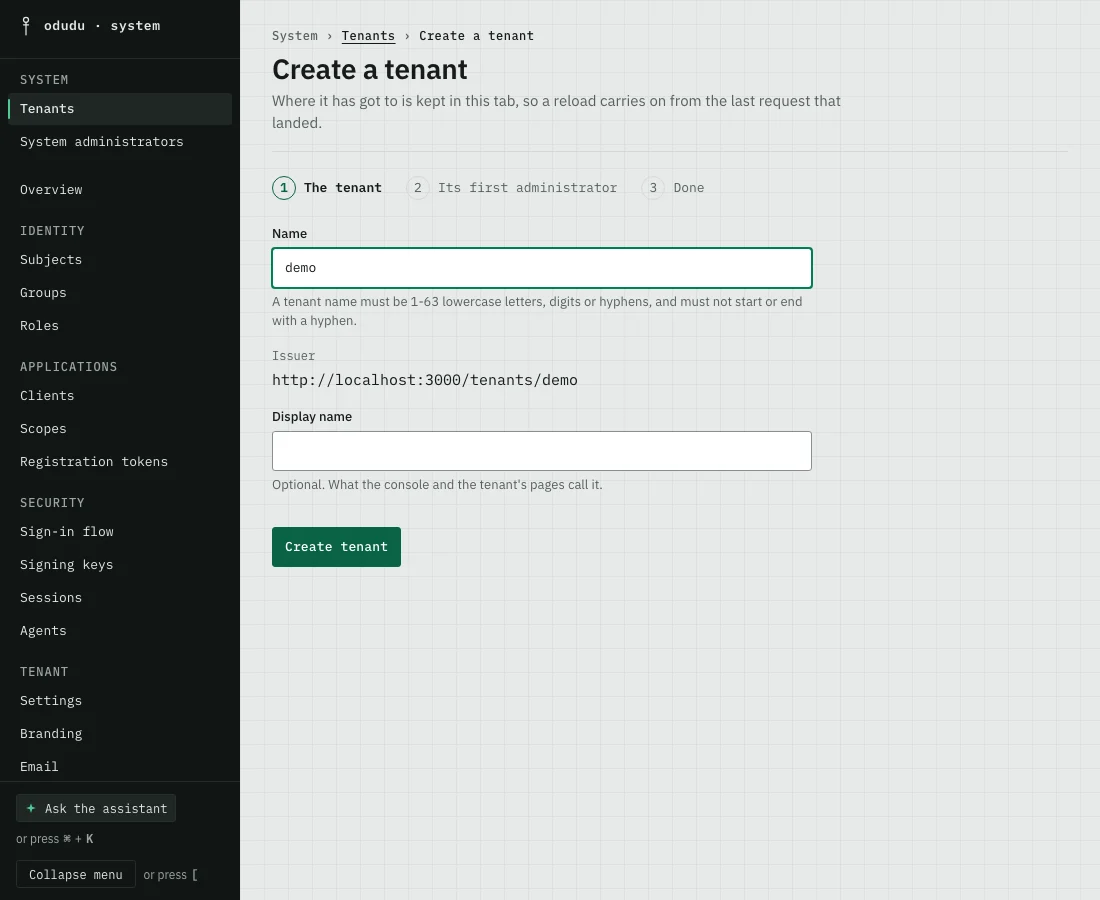 odudu · system
SYSTEM
Tenants
System administrators
Overview
IDENTITY
Subjects
Groups
Roles
APPLICATIONS
Clients
Scopes
Registration tokens
SECURITY
Sign-in flow
Signing keys
Sessions
Agents
TENANT
Settings
Branding
Email
Ask the assistant
or press ⌘ + K
Collapse menu or press [
System › Tenants › Create a tenant
Create a tenant
Where it has got to is kept in this tab, so a reload carries on from the last request that
landed.
1 The tenant 2 Its first administrator 3 Done
Name
demo
A tenant name must be 1-63 lowercase letters, digits or hyphens, and must not start or end
with a hyphen.
Issuer
http://localhost:3000/tenants/demo
Display name
Optional. What the console and the tenant's pages call it.
Create tenant